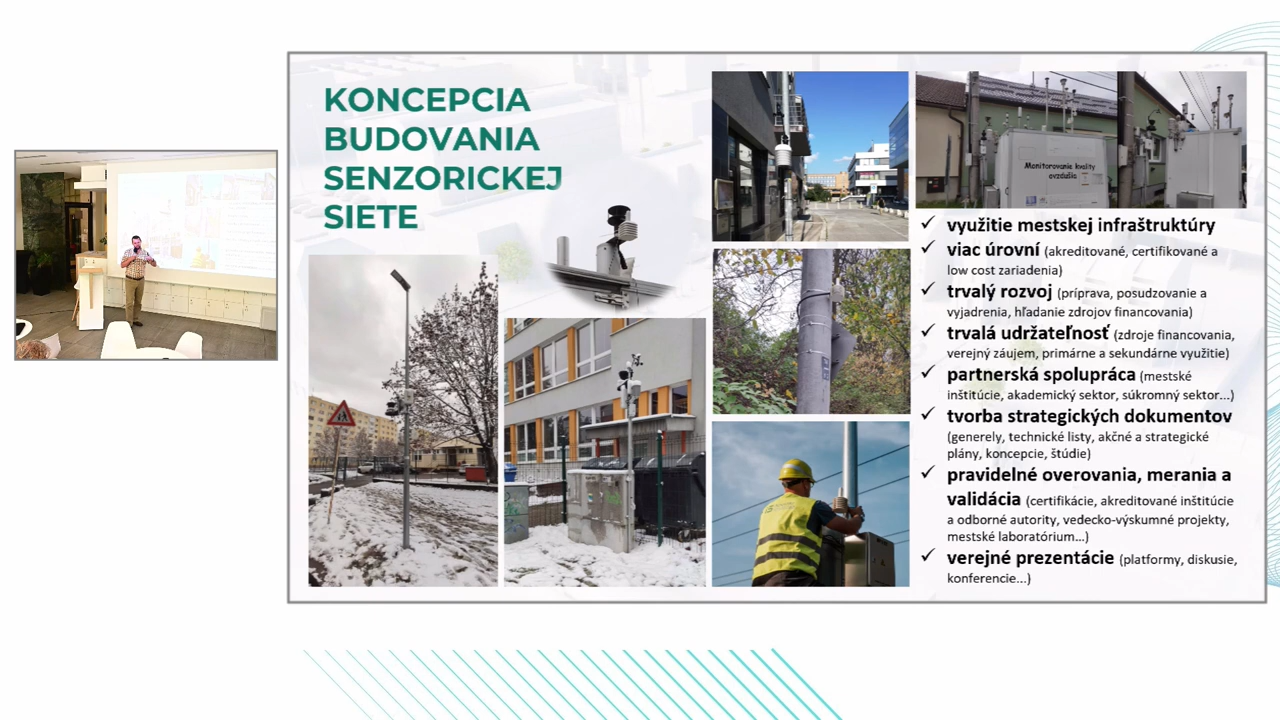 KONCEPCIA
BUDOVANIA
SENZORICKEJ
SIETE
Monitorovanie kvality
ovzdušia
✓ využitie mestskej infraštruktúry
✓ viac úrovní (akreditované, certifikované a
low cost zariadenia)
✓ trvalý rozvoj (príprava, posudzovanie a
vyjadrenia, hľadanie zdrojov financovania)
✓ trvalá udržateľnosť (zdroje financovania,
verejný záujem, primárne a sekundárne využitie)
✓ partnerská spolupráca (mestské
inštitúcie, akademický sektor, súkromný sektor...)
✓ tvorba strategických dokumentov
(generely, technické listy, akčné a strategické
plány, koncepcie, štúdie)
✓ pravidelné overovania, merania a
validácia (certifikácie, akreditované inštitúcie
a odborné autority, vedecko-výskumné projekty,
mestské laboratórium...)
✓ verejné prezentácie (platformy, diskusie,
konferencie...)